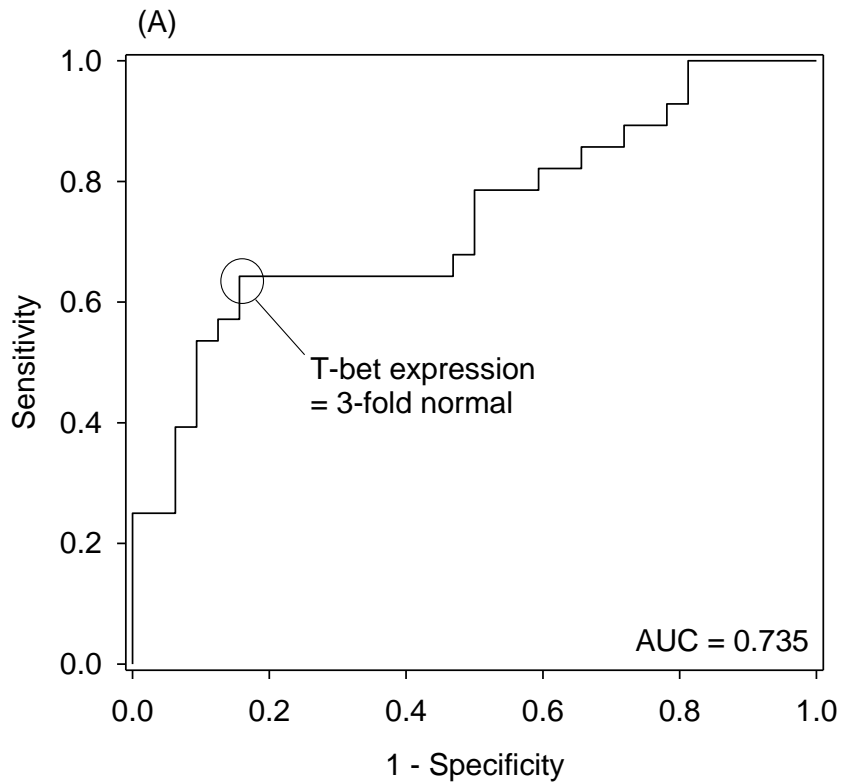 (A)
1.0
0.8
0.6
0.4
0.2
0.0
Sensitivity
T-bet expression
= 3-fold normal
AUC = 0.735
0.0 0.2 0.4 0.6 0.8 1.0
1 - Specificity